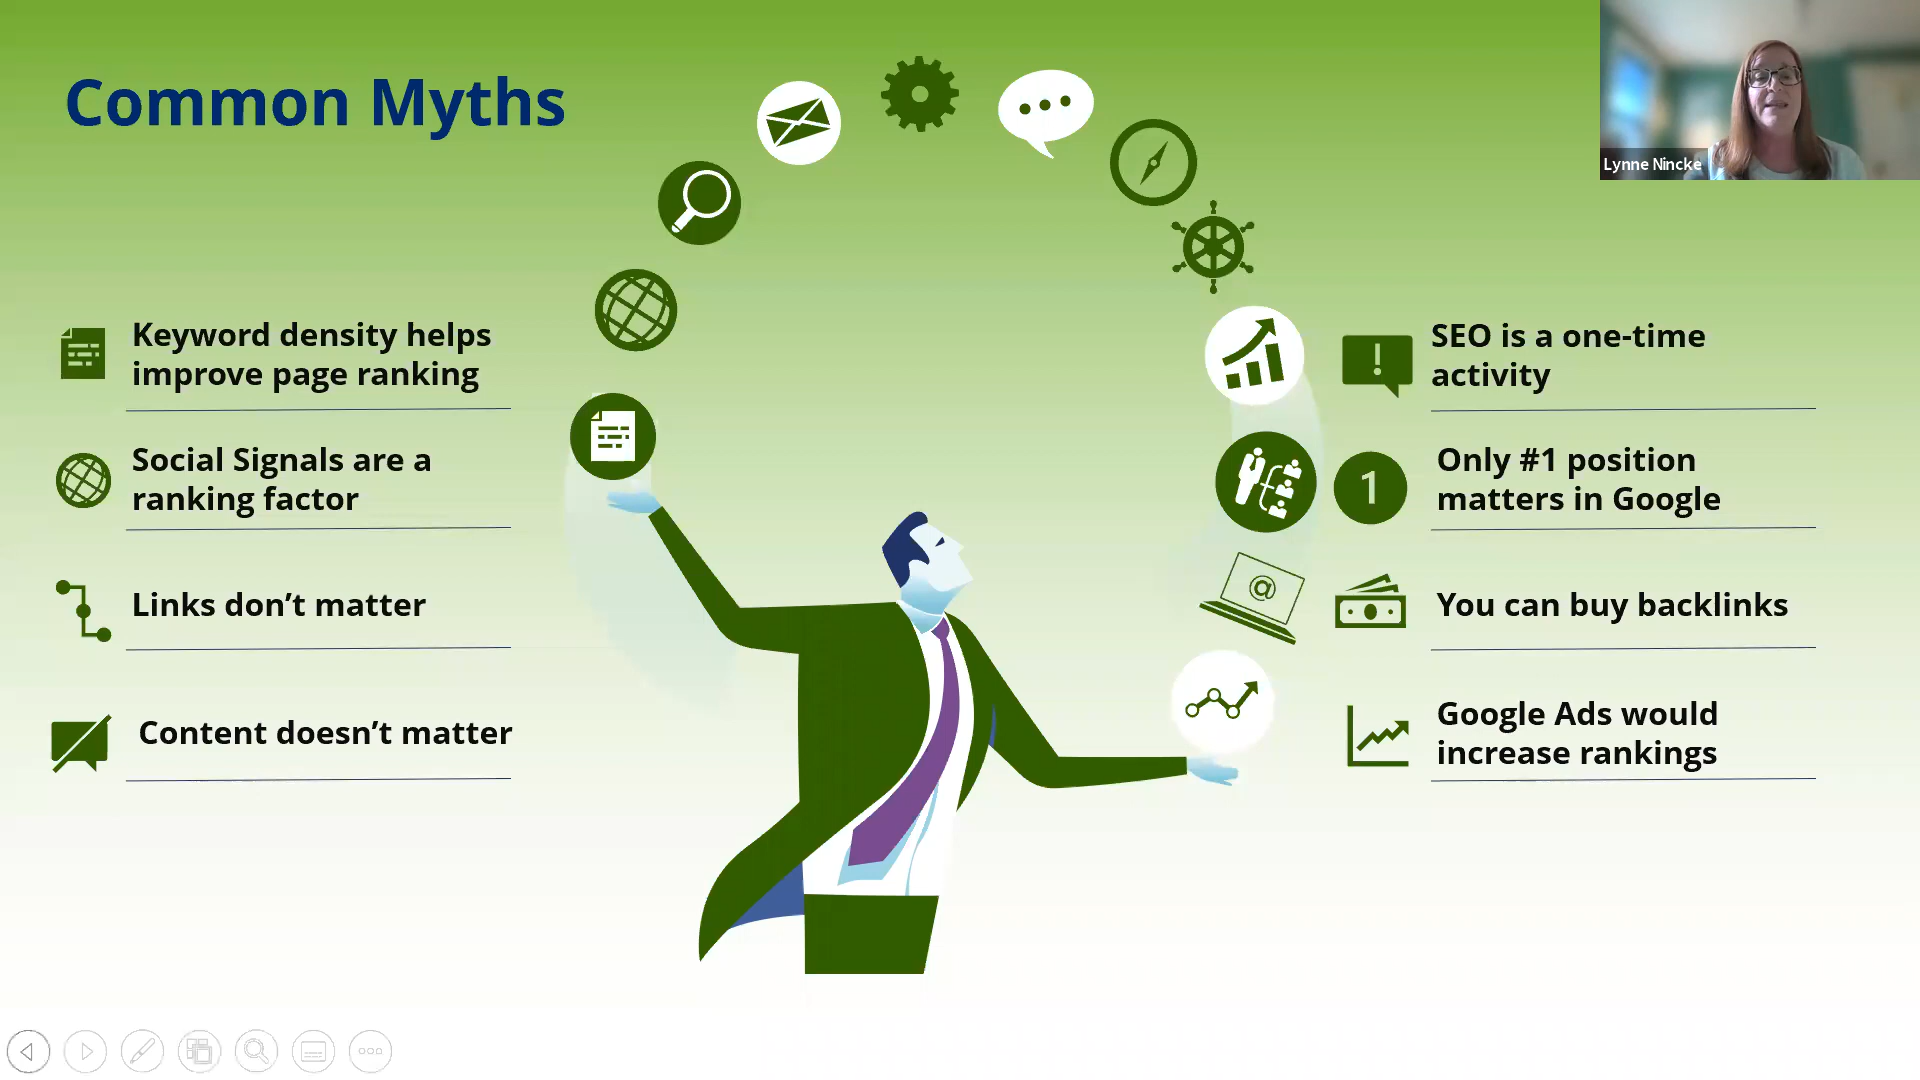 Common Myths
Lynne Nincke
Keyword density helps
improve page ranking
Social Signals are a
ranking factor
Links don’t matter
Content doesn’t matter
SEO is a one-time
activity
1
Only #1 position
matters in Google
@
You can buy backlinks
Google Ads would
increase rankings